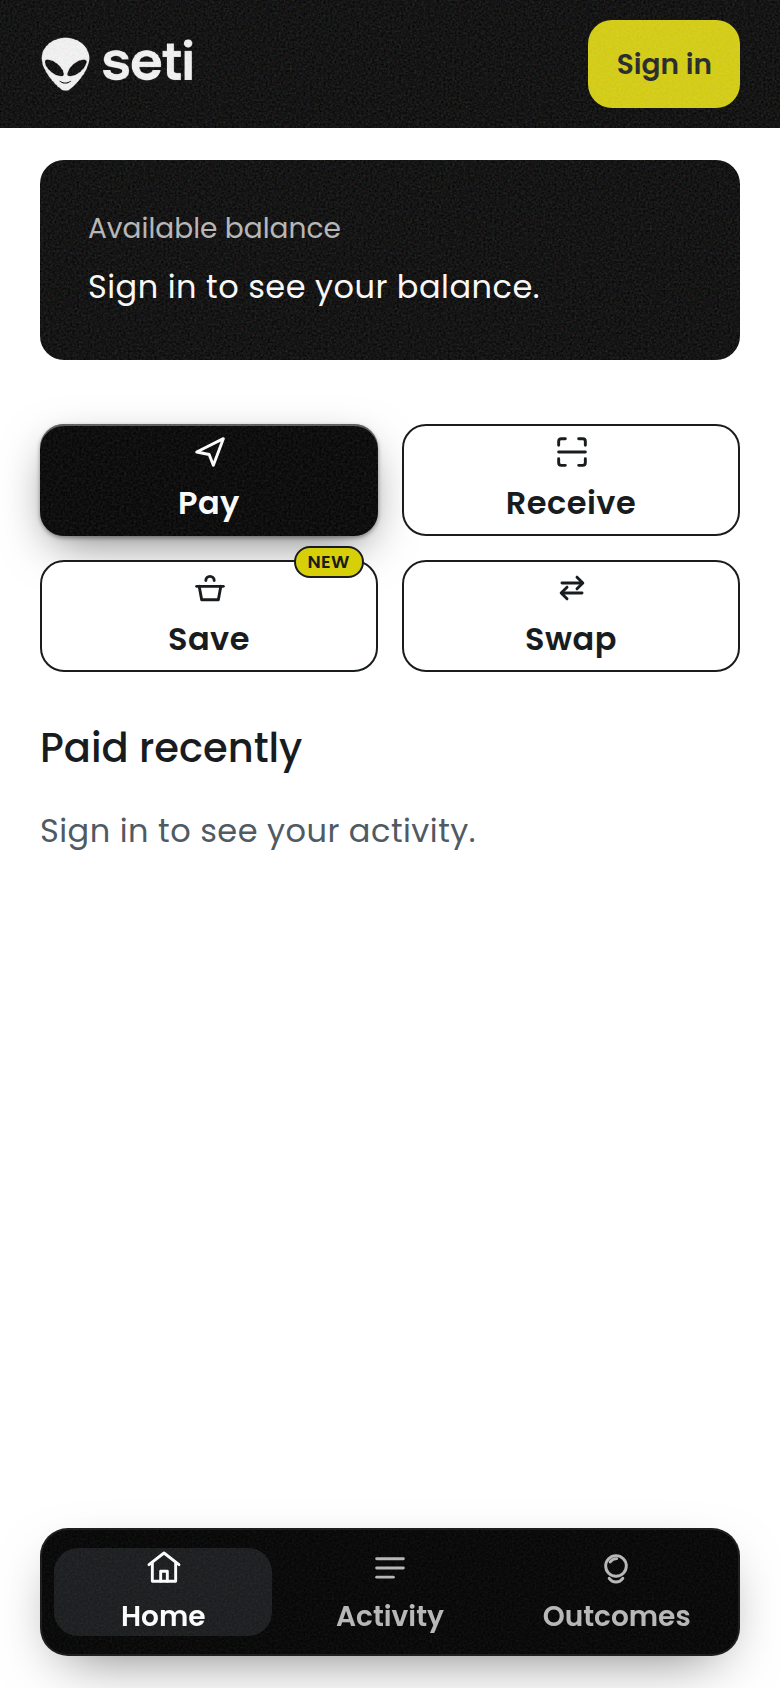 seti
Sign in
Available balance
Sign in to see your balance.
Pay
Receive
NEW
Save
Swap
Paid recently
Sign in to see your activity.
Home
Activity
Outcomes